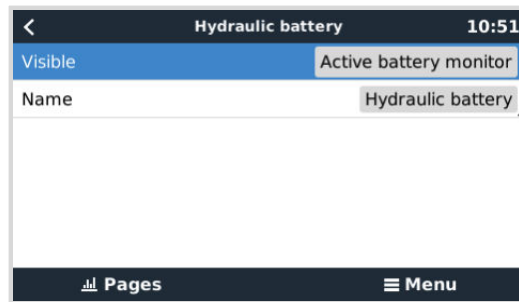 Hydraulic battery 10:51
Visible Active battery monitor
Name Hydraulic battery
Pages Menu